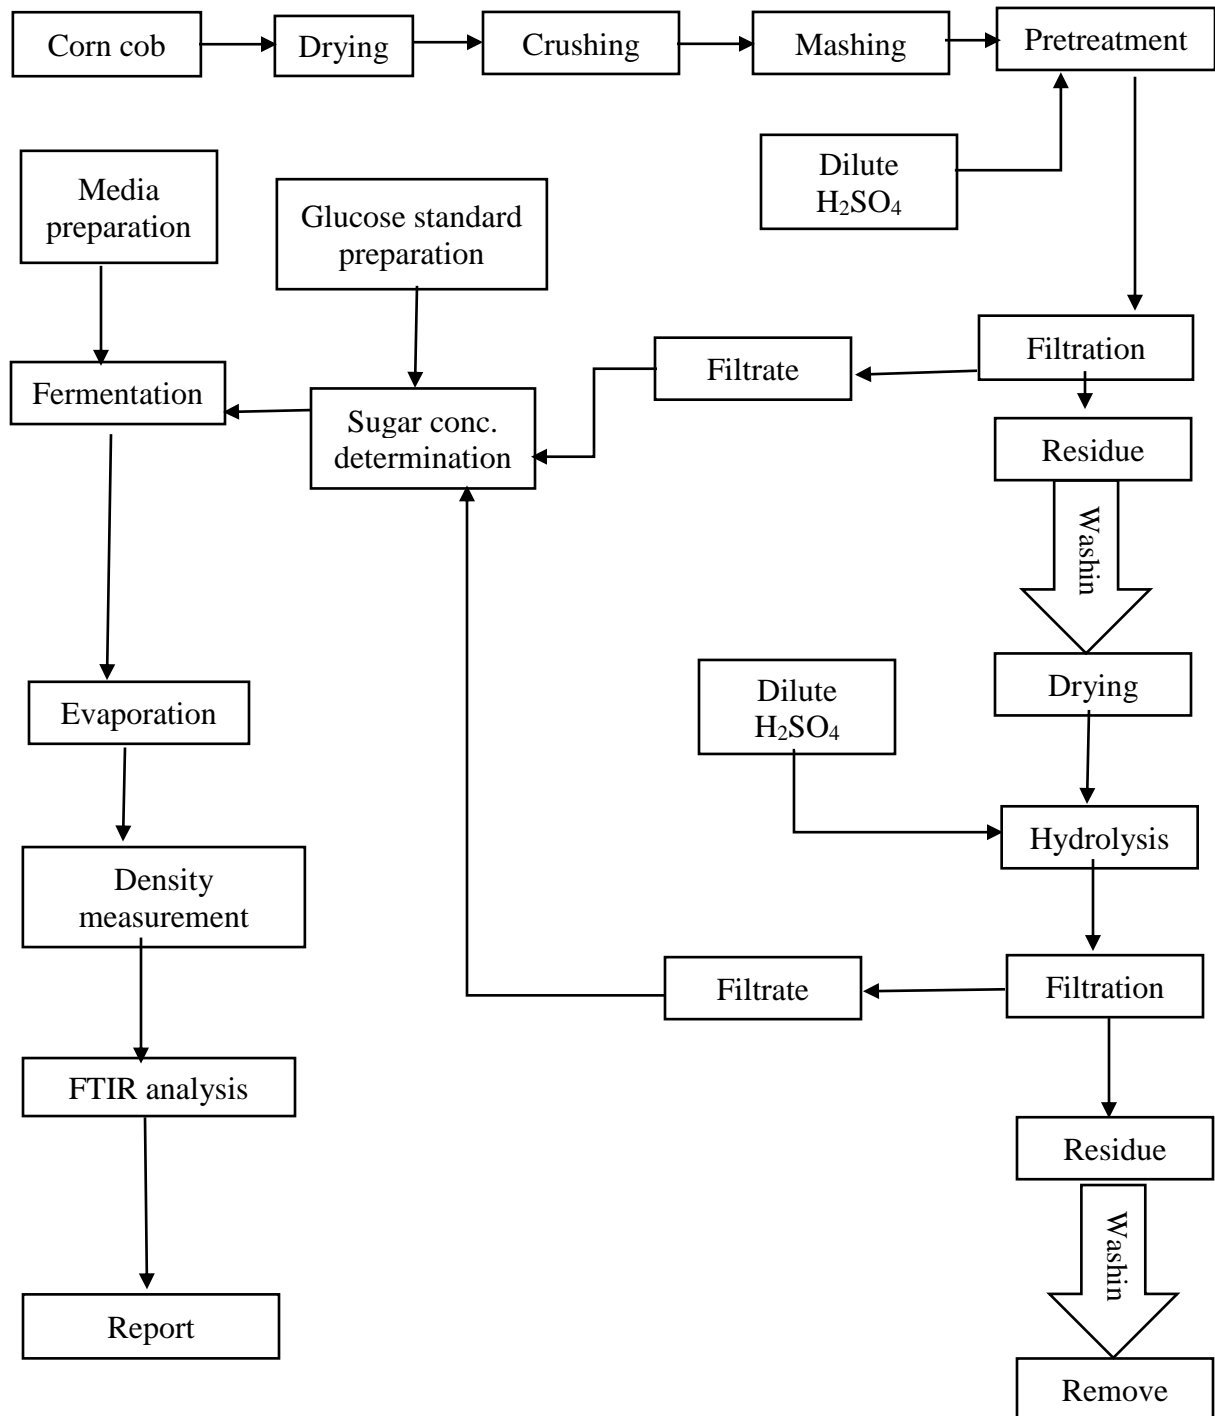 Corn cob
Drying
Crushing
Mashing
Pretreatment
Dilute
H₂SO₄
Media
preparation
Glucose standard
preparation
Filtration
Filtrate
Fermentation
Sugar conc.
determination
Residue
Washin
Drying
Dilute
H₂SO₄
Evaporation
Hydrolysis
Density
measurement
Filtration
Filtrate
FTIR analysis
Residue
Washin
Report
Remove